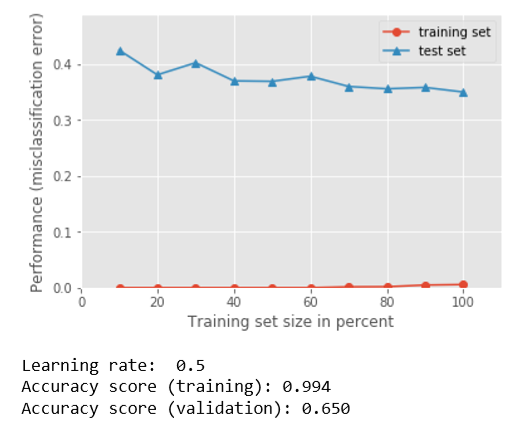 training set
test set
Performance (misclassification error)
0.4
0.3
0.2
0.1
0.0
0 20 40 60 80 100
Training set size in percent
Learning rate:  0.5
Accuracy score (training): 0.994
Accuracy score (validation): 0.650